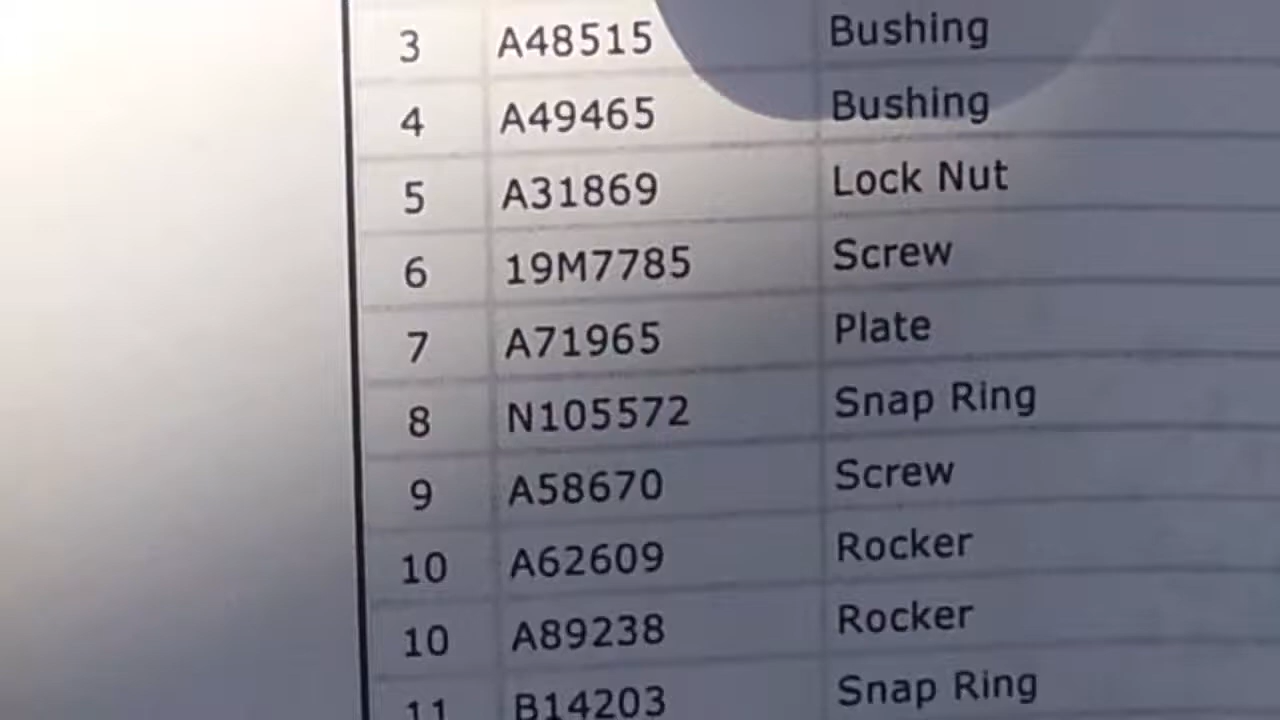 3 A48515 Bushing
4 A49465 Bushing
5 A31869 Lock Nut
6 19M7785 Screw
7 A71965 Plate
8 N105572 Snap Ring
9 A58670 Screw
10 A62609 Rocker
10 A89238 Rocker
11 B14203 Snap Ring